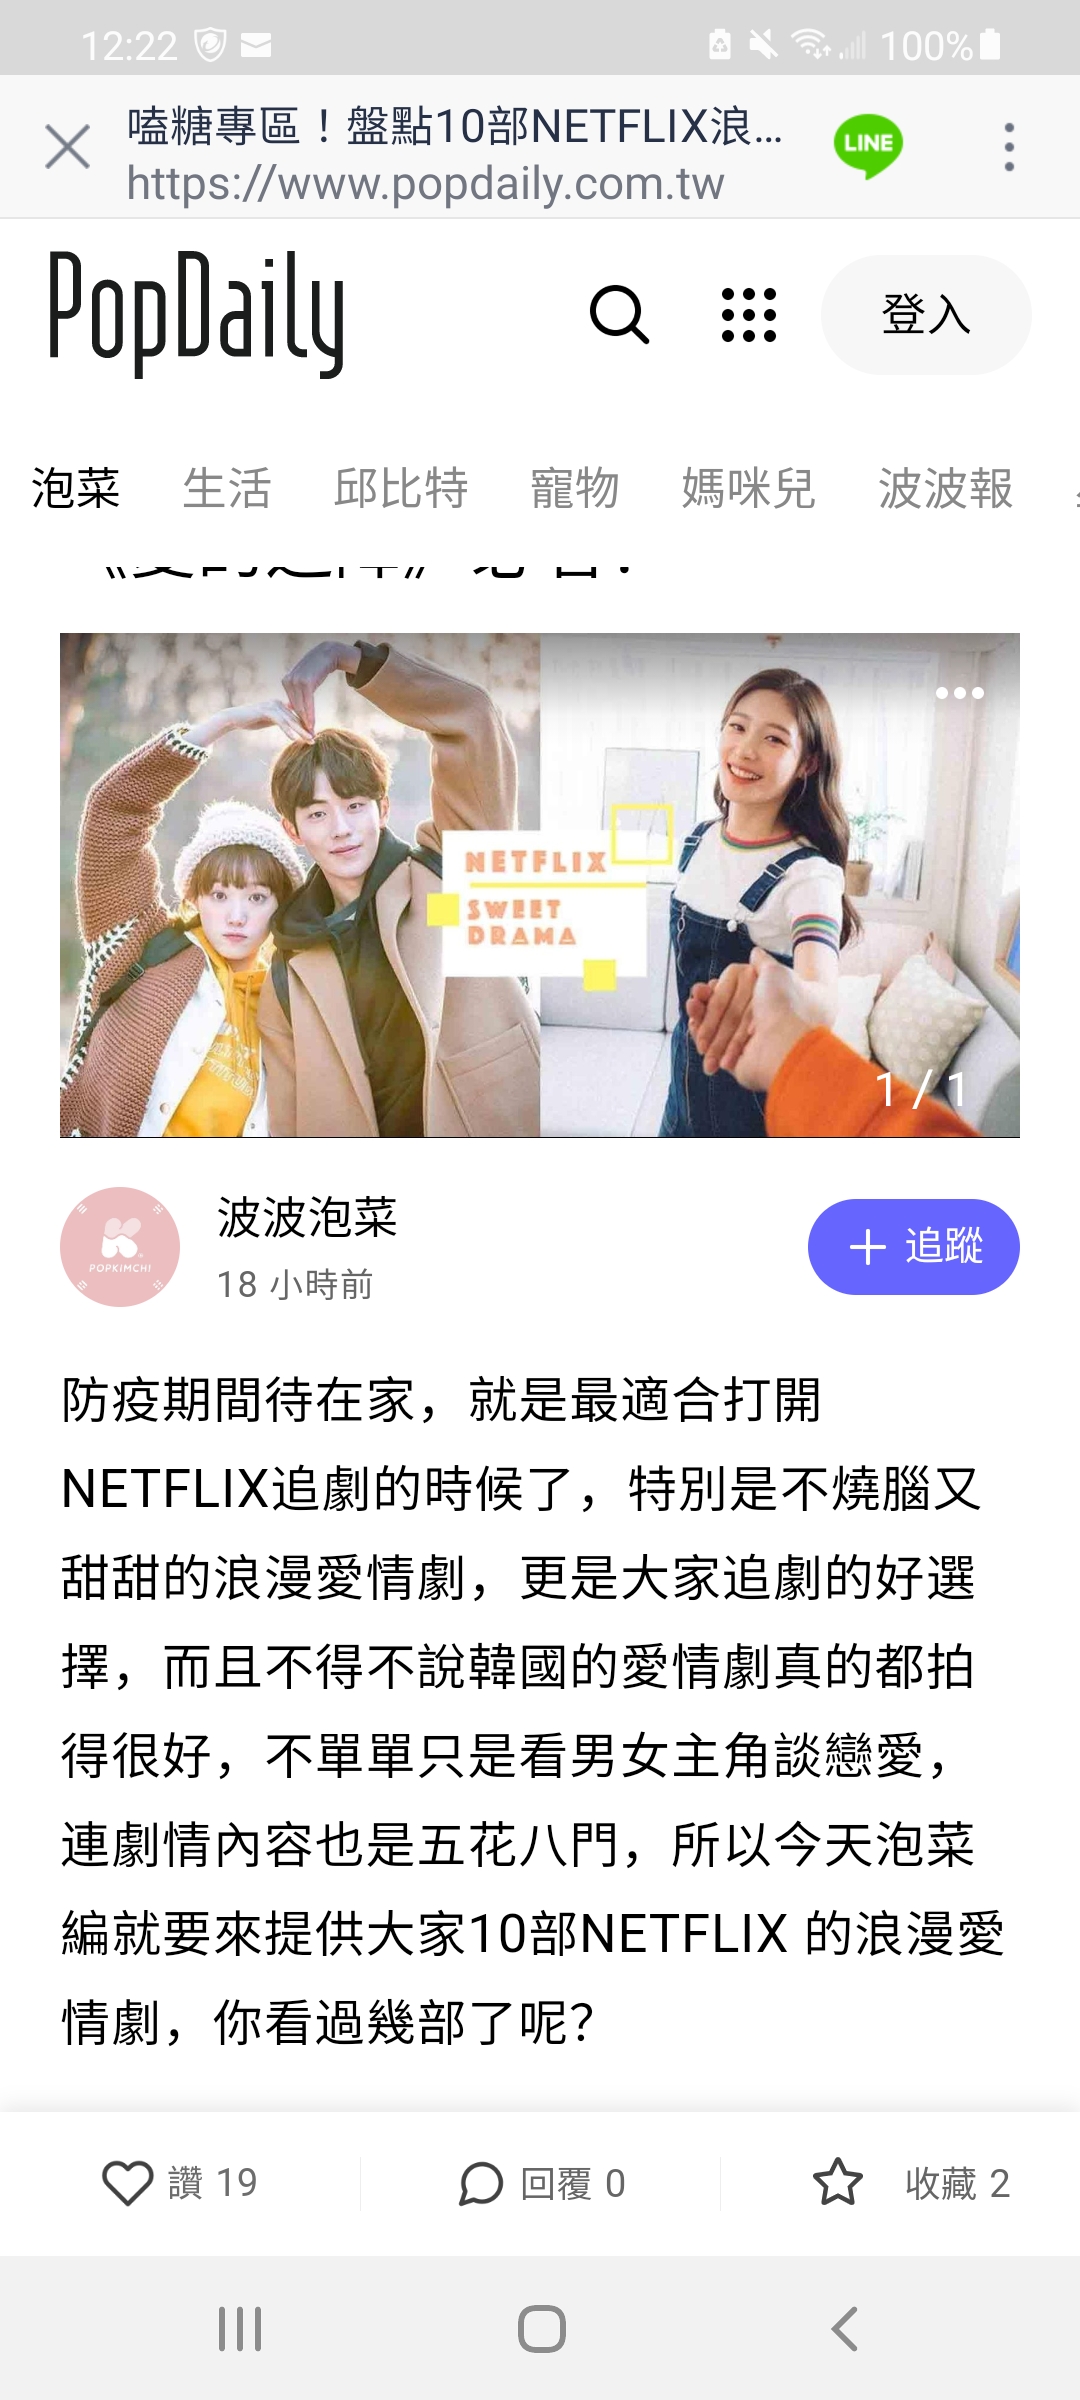 12:22
100%
嗑糖專區！盤點10部NETFLIX浪...
LINE
https://www.popdaily.com.tw
PopDaily
登入
泡菜 生活 邱比特 寵物 媽咪兒 波波報
NETFLIX
SWEET
DRAMA
1 / 1
POPKIMCHI
波波泡菜
18 小時前
追蹤
防疫期間待在家，就是最適合打開
NETFLIX追劇的時候了，特別是不燒腦又
甜甜的浪漫愛情劇，更是大家追劇的好選
擇，而且不得不說韓國的愛情劇真的都拍
得很好，不單單只是看男女主角談戀愛，
連劇情內容也是五花八門，所以今天泡菜
編就要來提供大家10部NETFLIX 的浪漫愛
情劇，你看過幾部了呢？
讚 19
回覆 0
收藏 2